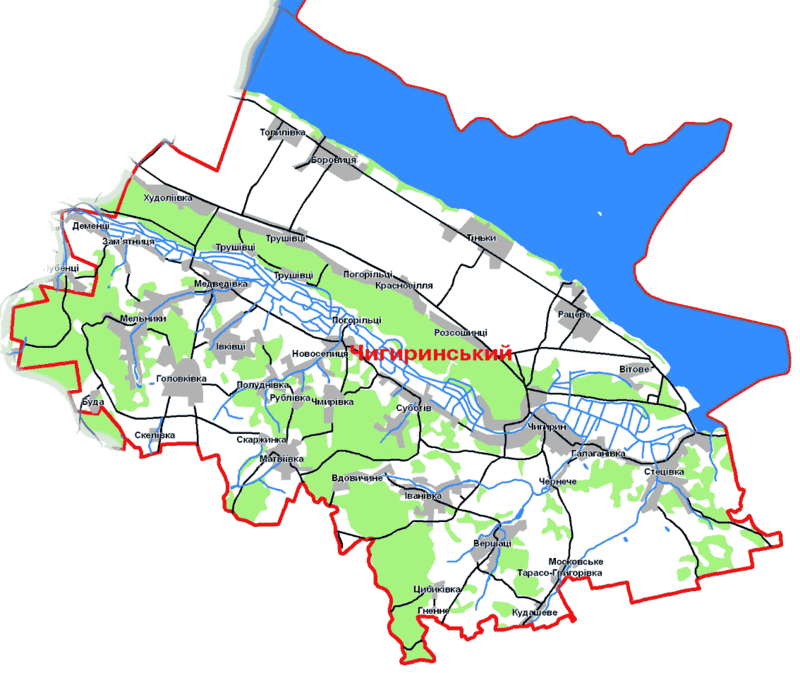 Топилівка
Боровиця
Худоліївка
Деменці
Зам'ятниця
Трушівці
Тіньки
Трушівці
Трушівці
Погорільці
Красносілля
Медведівка
Рацеве
Мельники
Погорільці
Розсошинці
Івківці
Новоселиця
Чигиринський
Вітове
Головківка
Полуднівка
Рублівка
Чмирівка
Буда
Суботів
Скелівка
Скаржинка
Чигирин
Матвіївка
Галаганівка
Стецівка
Вдовичине
Іванівка
Чернече
Вершаці
Московське
Тарасо-Григорівка
Цибиківка
Гненне
Кудашеве